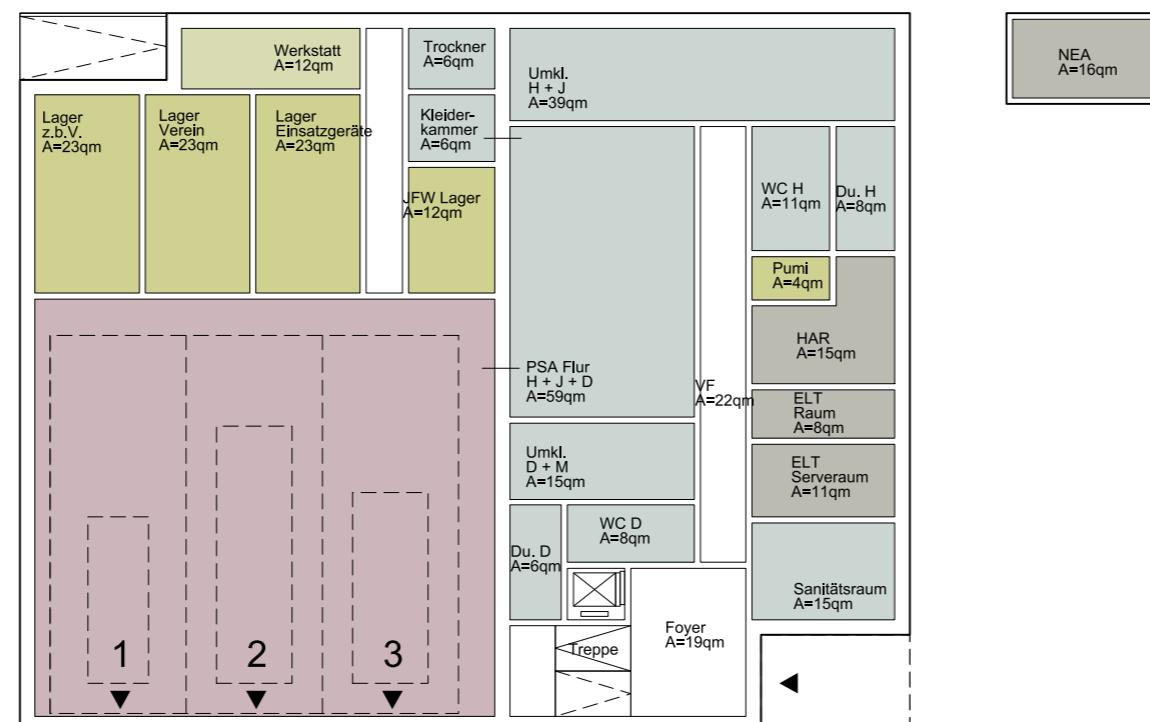 Werkstatt
A=12qm
Trockner
A=6qm
Umkl.
H + J
A=39qm
NEA
A=16qm
Lager
z.b.V.
A=23qm
Lager
Verein
A=23qm
Lager
Einsatzgeräte
A=23qm
Kleider-
kammer
A=6qm
JFW Lager
A=12qm
WC H
A=11qm
Du. H
A=8qm
Pumi
A=4qm
HAR
A=15qm
PSA Flur
H + J + D
A=59qm
VF
A=22qm
ELT
Raum
A=8qm
Umkl.
D + M
A=15qm
ELT
Serveraum
A=11qm
WC D
A=8qm
Du. D
A=6qm
Sanitätsraum
A=15qm
Foyer
A=19qm
Treppe
1
2
3